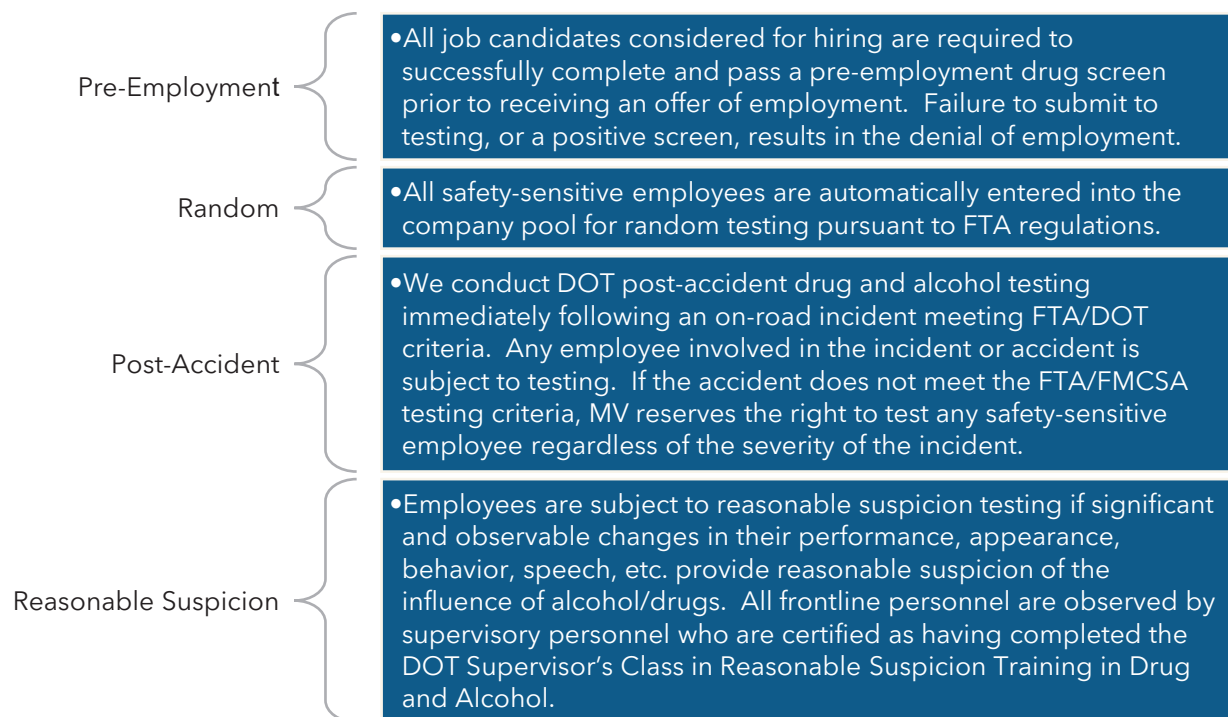 Pre-Employment
•All job candidates considered for hiring are required to
successfully complete and pass a pre-employment drug screen
prior to receiving an offer of employment.  Failure to submit to
testing, or a positive screen, results in the denial of employment.
Random
•All safety-sensitive employees are automatically entered into the
company pool for random testing pursuant to FTA regulations.
Post-Accident
•We conduct DOT post-accident drug and alcohol testing
immediately following an on-road incident meeting FTA/DOT
criteria.  Any employee involved in the incident or accident is
subject to testing.  If the accident does not meet the FTA/FMCSA
testing criteria, MV reserves the right to test any safety-sensitive
employee regardless of the severity of the incident.
Reasonable Suspicion
•Employees are subject to reasonable suspicion testing if significant
and observable changes in their performance, appearance,
behavior, speech, etc. provide reasonable suspicion of the
influence of alcohol/drugs.  All frontline personnel are observed by
supervisory personnel who are certified as having completed the
DOT Supervisor’s Class in Reasonable Suspicion Training in Drug
and Alcohol.